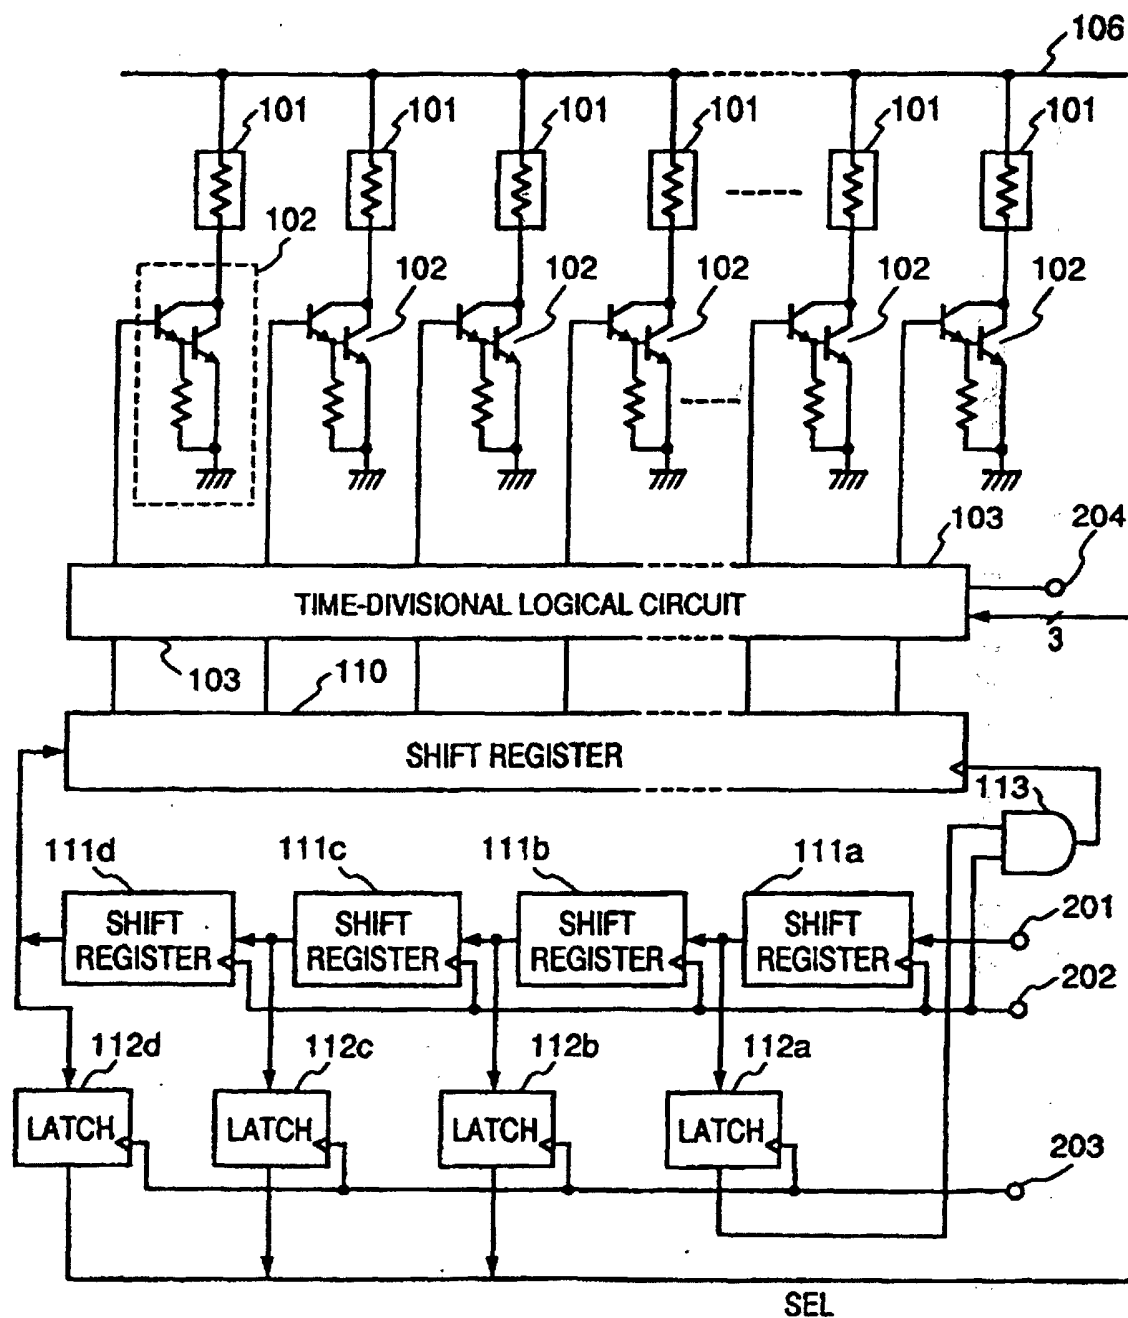 106
101 101 101 101 101 101
102
102 102 102 102 102
103 204
TIME-DIVISIONAL LOGICAL CIRCUIT
3
103 110
SHIFT REGISTER
113
111d 111c 111b 111a
SHIFT REGISTER
SHIFT REGISTER
SHIFT REGISTER
SHIFT REGISTER
201
202
112d 112c 112b 112a
LATCH LATCH LATCH LATCH
203
SEL